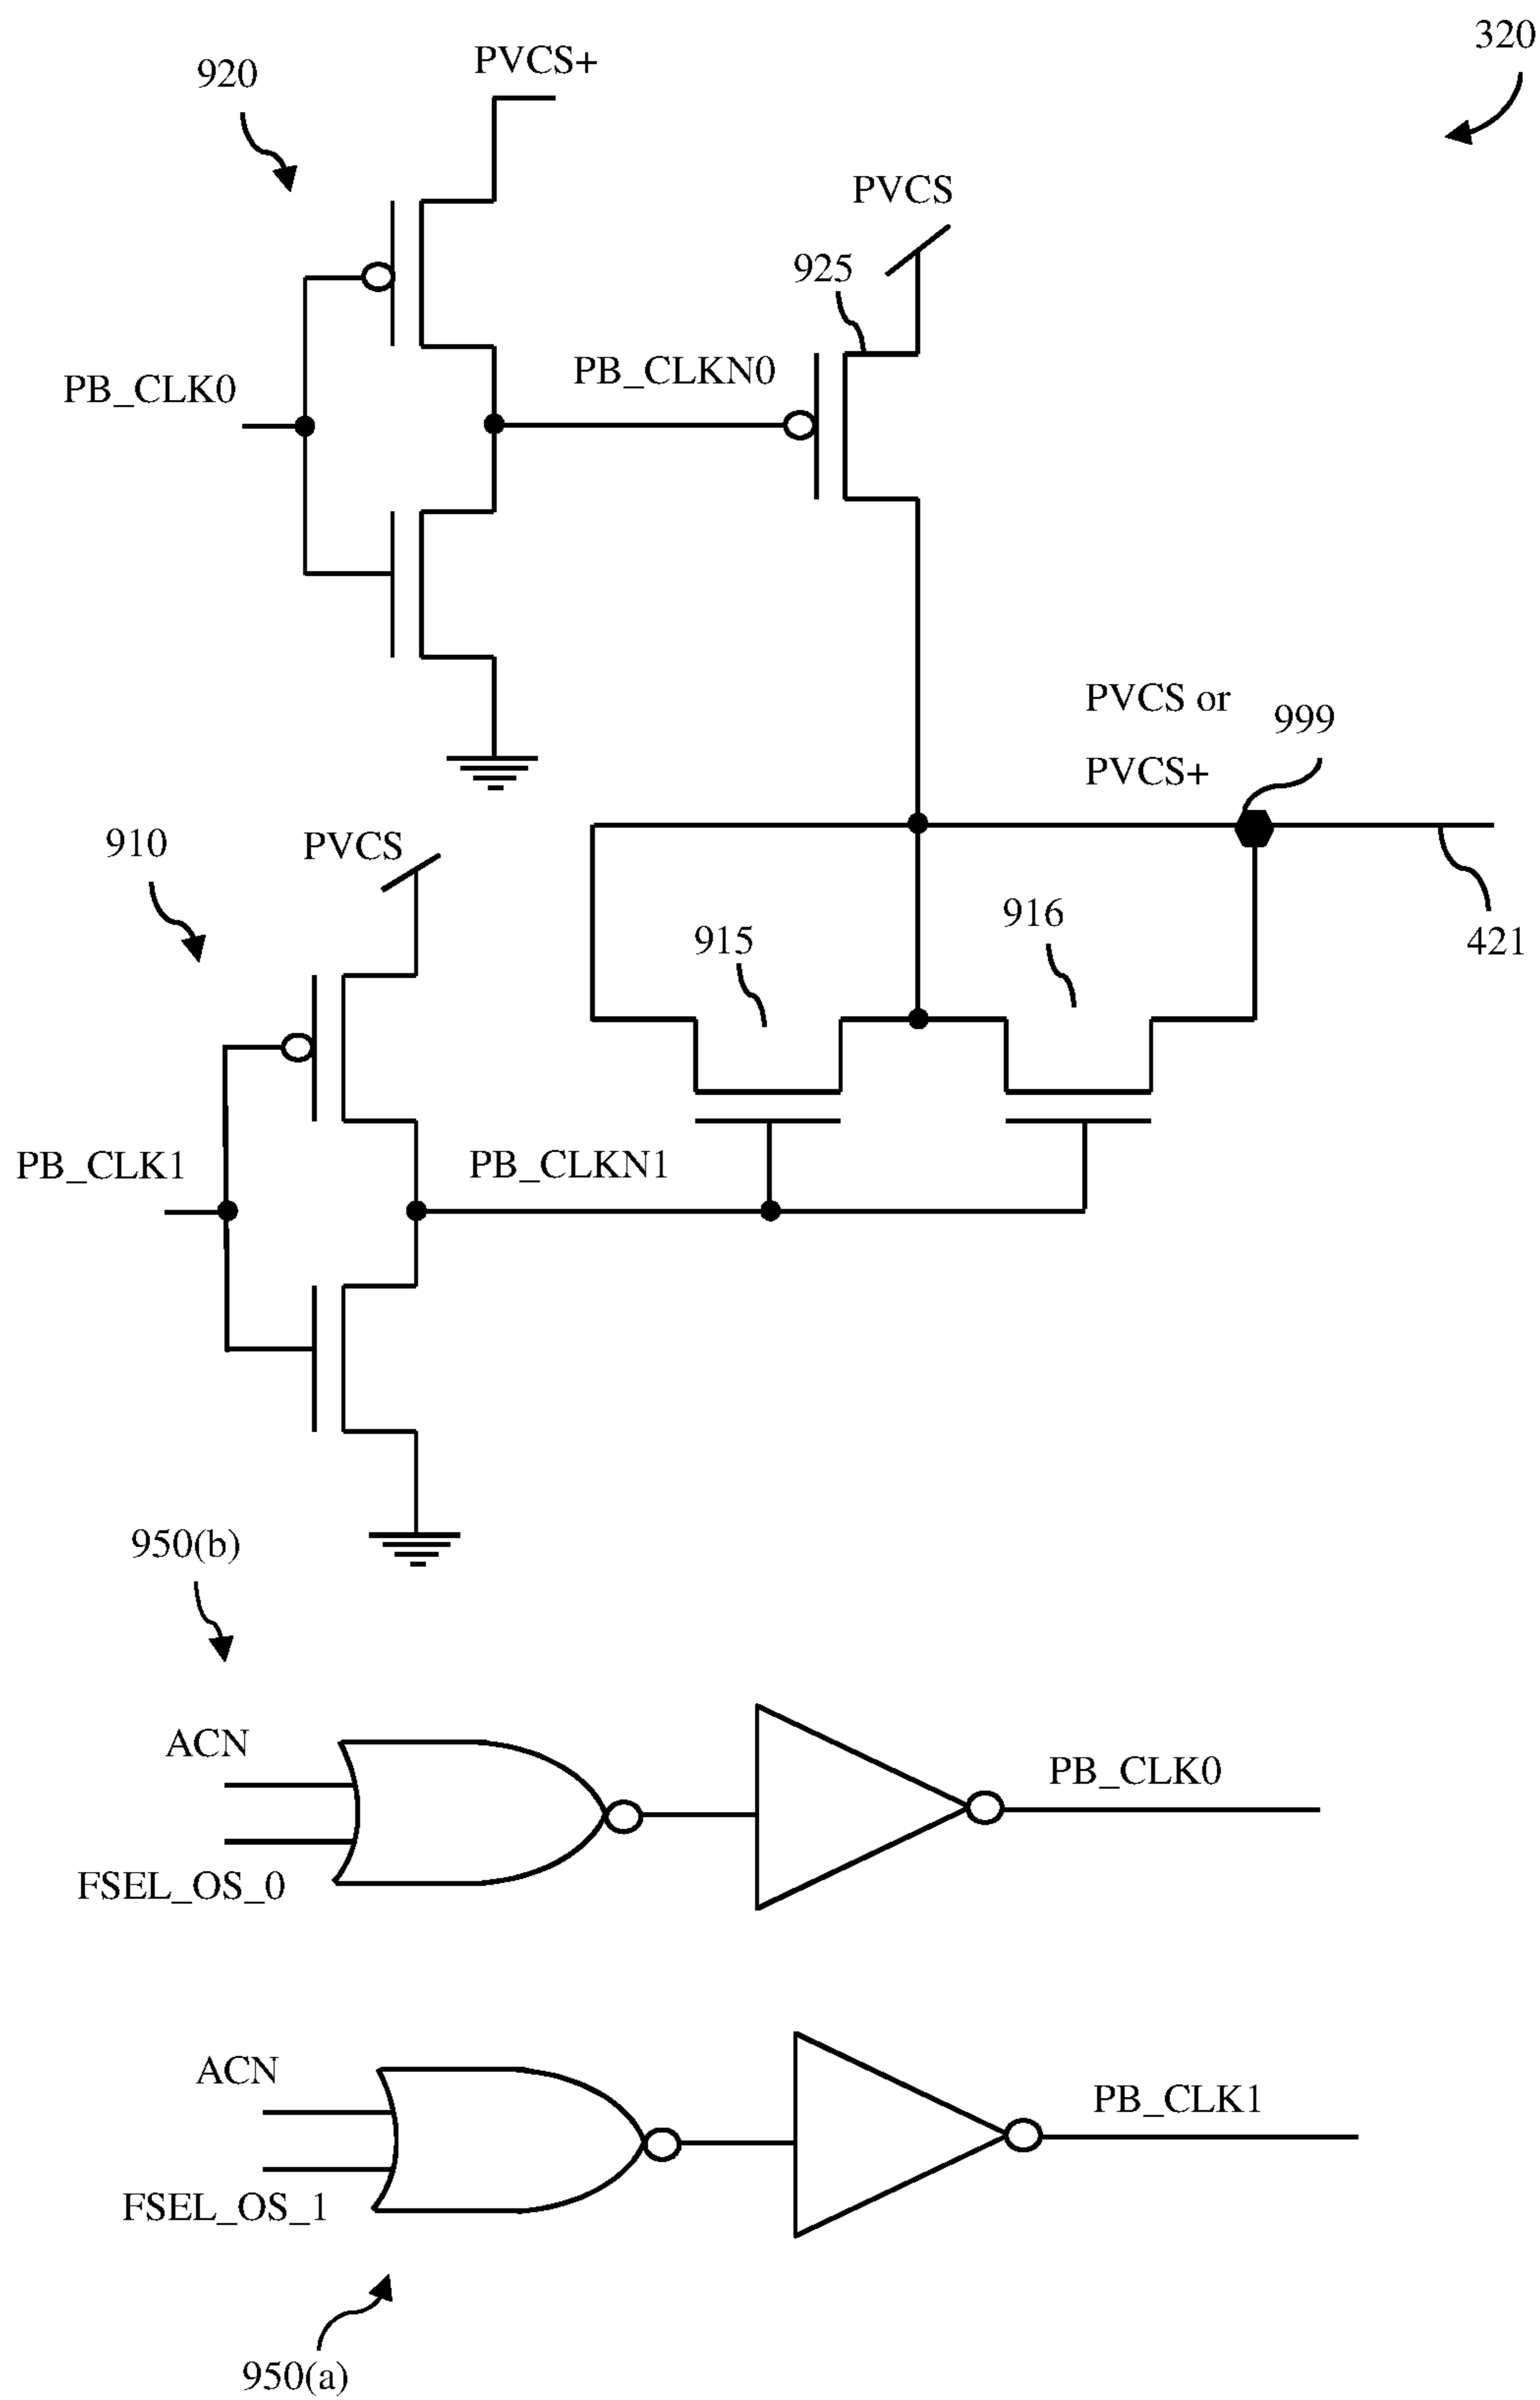 320
920
PVCS+
PVCS
925
PB_CLKN0
PB_CLK0
PVCS or
PVCS+
999
910
PVCS
915
916
421
PB_CLK1
PB_CLKN1
950(b)
ACN
PB_CLK0
FSEL_OS_0
ACN
PB_CLK1
FSEL_OS_1
950(a)